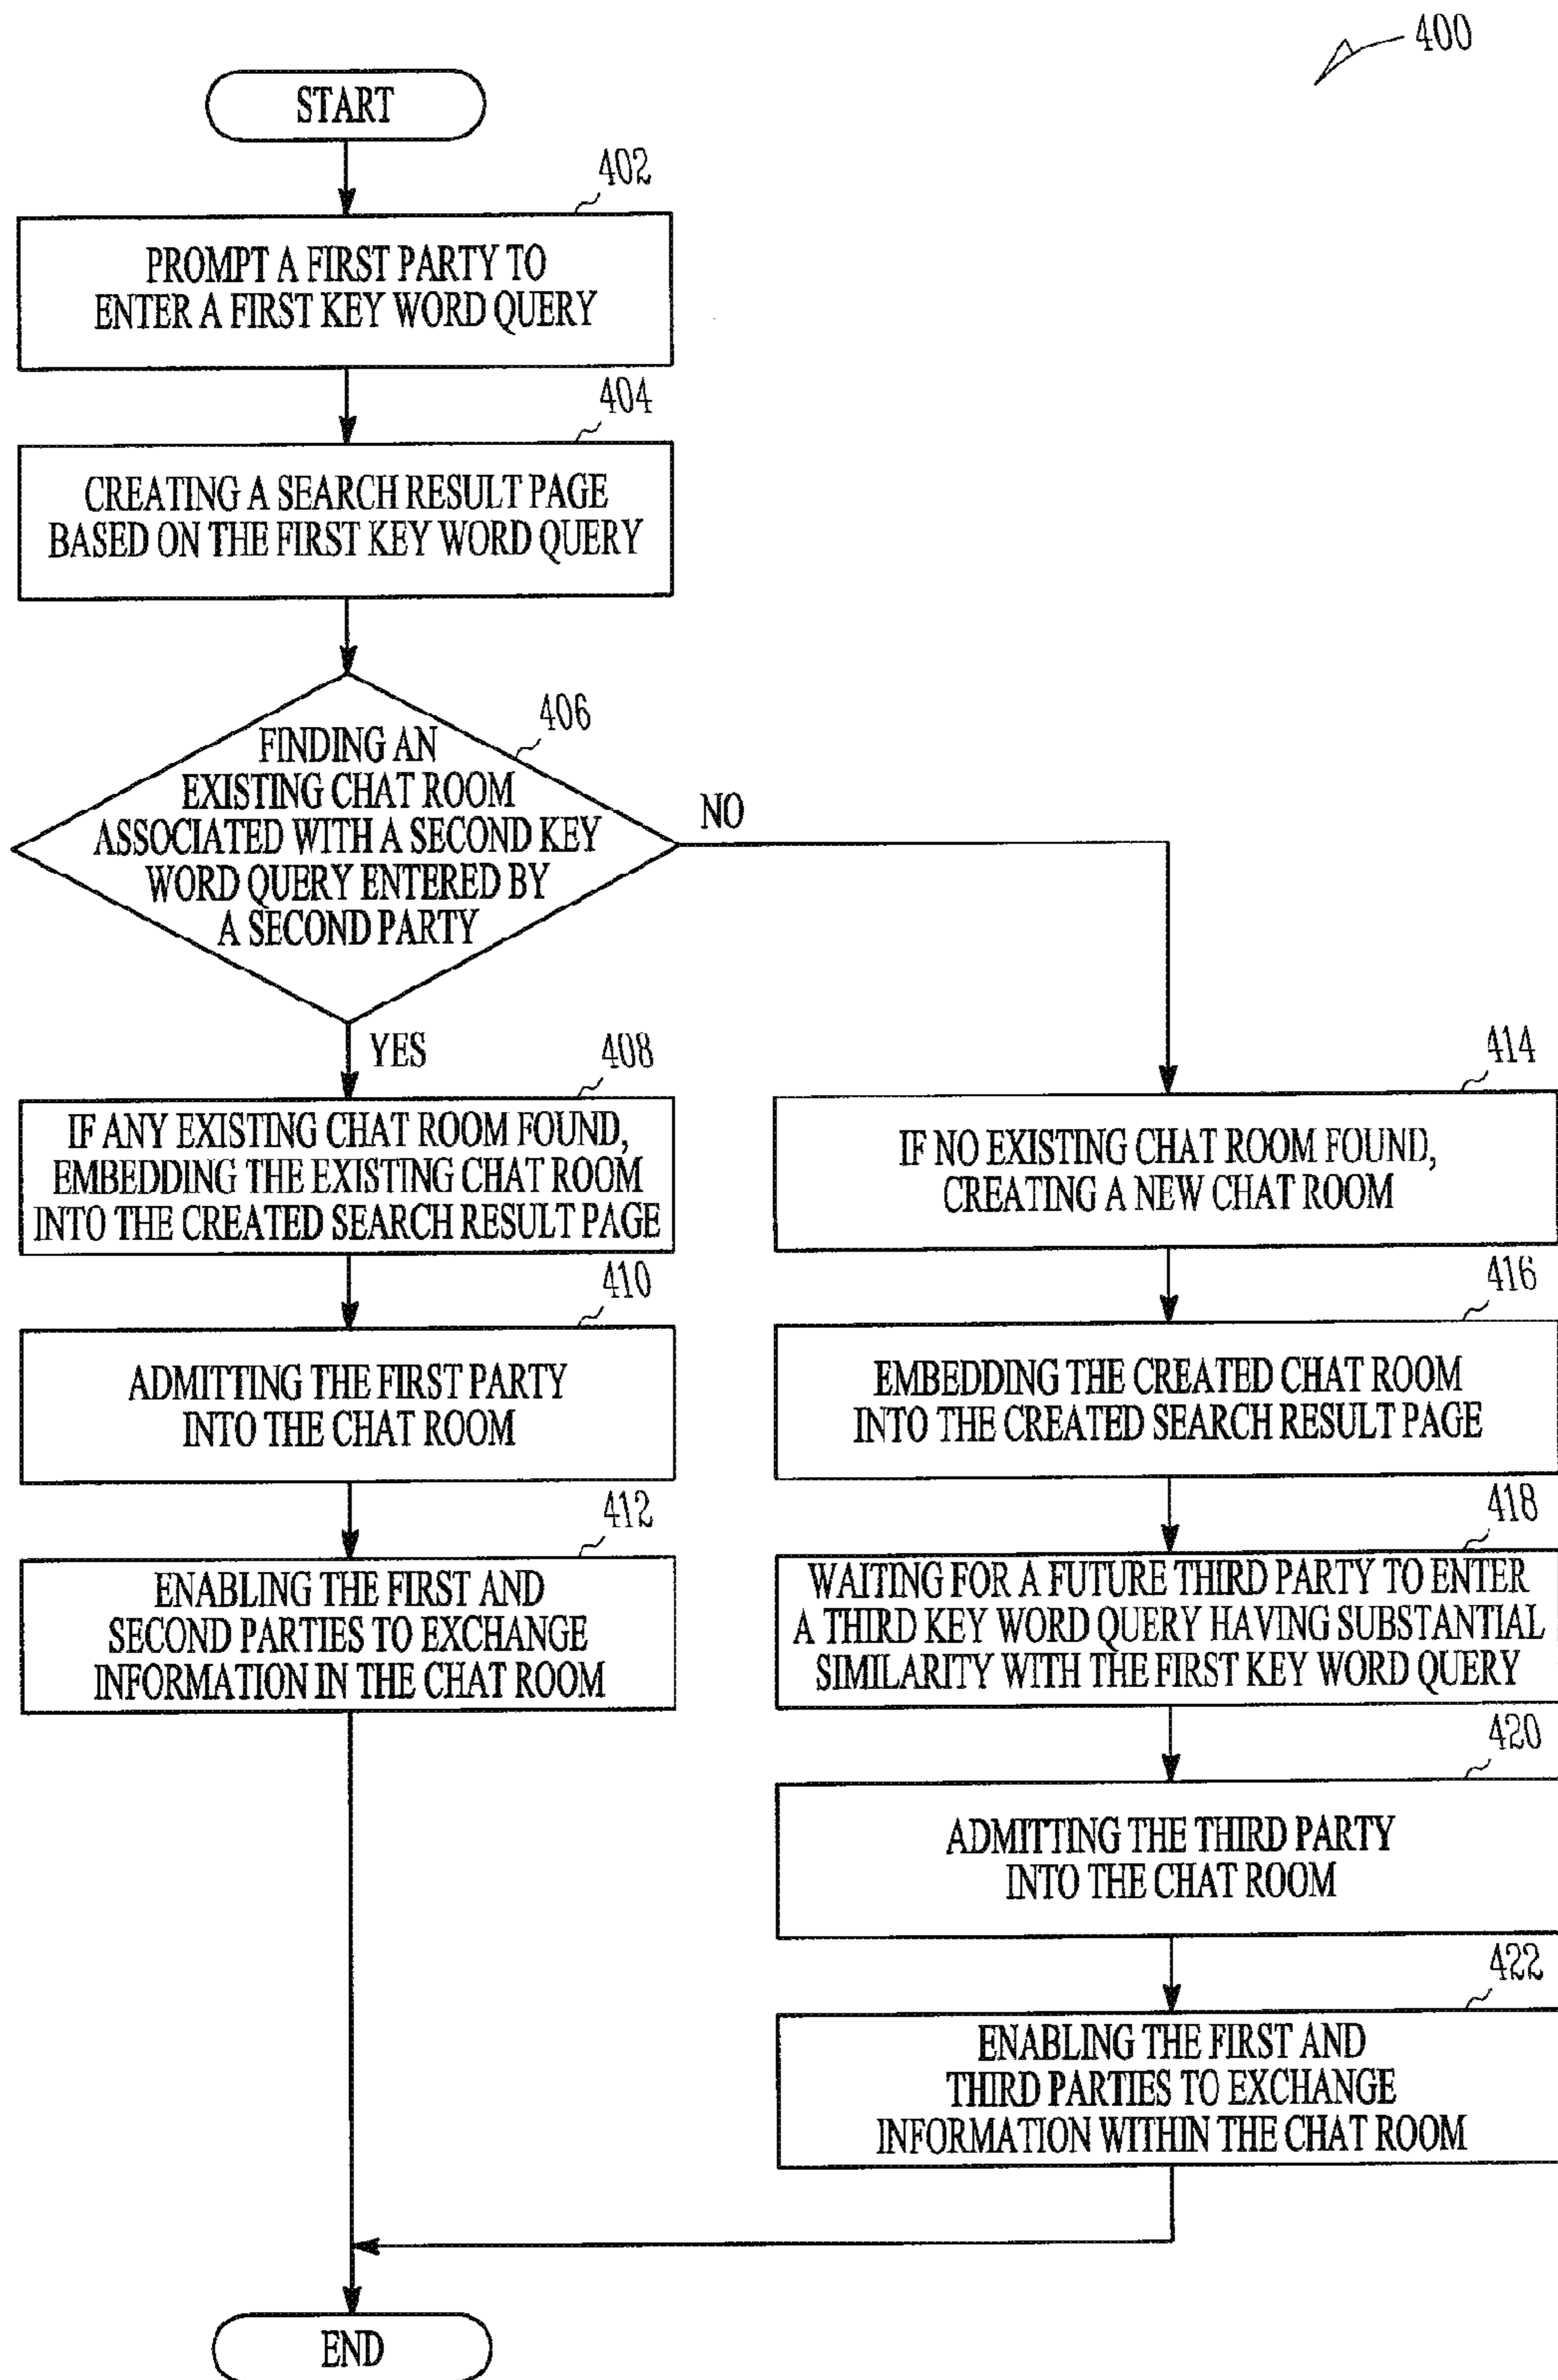 400
START
402
PROMPT A FIRST PARTY TO
ENTER A FIRST KEY WORD QUERY
404
CREATING A SEARCH RESULT PAGE
BASED ON THE FIRST KEY WORD QUERY
406
FINDING AN
EXISTING CHAT ROOM
ASSOCIATED WITH A SECOND KEY
WORD QUERY ENTERED BY
A SECOND PARTY
NO
YES
408
IF ANY EXISTING CHAT ROOM FOUND,
EMBEDDING THE EXISTING CHAT ROOM
INTO THE CREATED SEARCH RESULT PAGE
410
ADMITTING THE FIRST PARTY
INTO THE CHAT ROOM
412
ENABLING THE FIRST AND
SECOND PARTIES TO EXCHANGE
INFORMATION IN THE CHAT ROOM
414
IF NO EXISTING CHAT ROOM FOUND,
CREATING A NEW CHAT ROOM
416
EMBEDDING THE CREATED CHAT ROOM
INTO THE CREATED SEARCH RESULT PAGE
418
WAITING FOR A FUTURE THIRD PARTY TO ENTER
A THIRD KEY WORD QUERY HAVING SUBSTANTIAL
SIMILARITY WITH THE FIRST KEY WORD QUERY
420
ADMITTING THE THIRD PARTY
INTO THE CHAT ROOM
422
ENABLING THE FIRST AND
THIRD PARTIES TO EXCHANGE
INFORMATION WITHIN THE CHAT ROOM
END